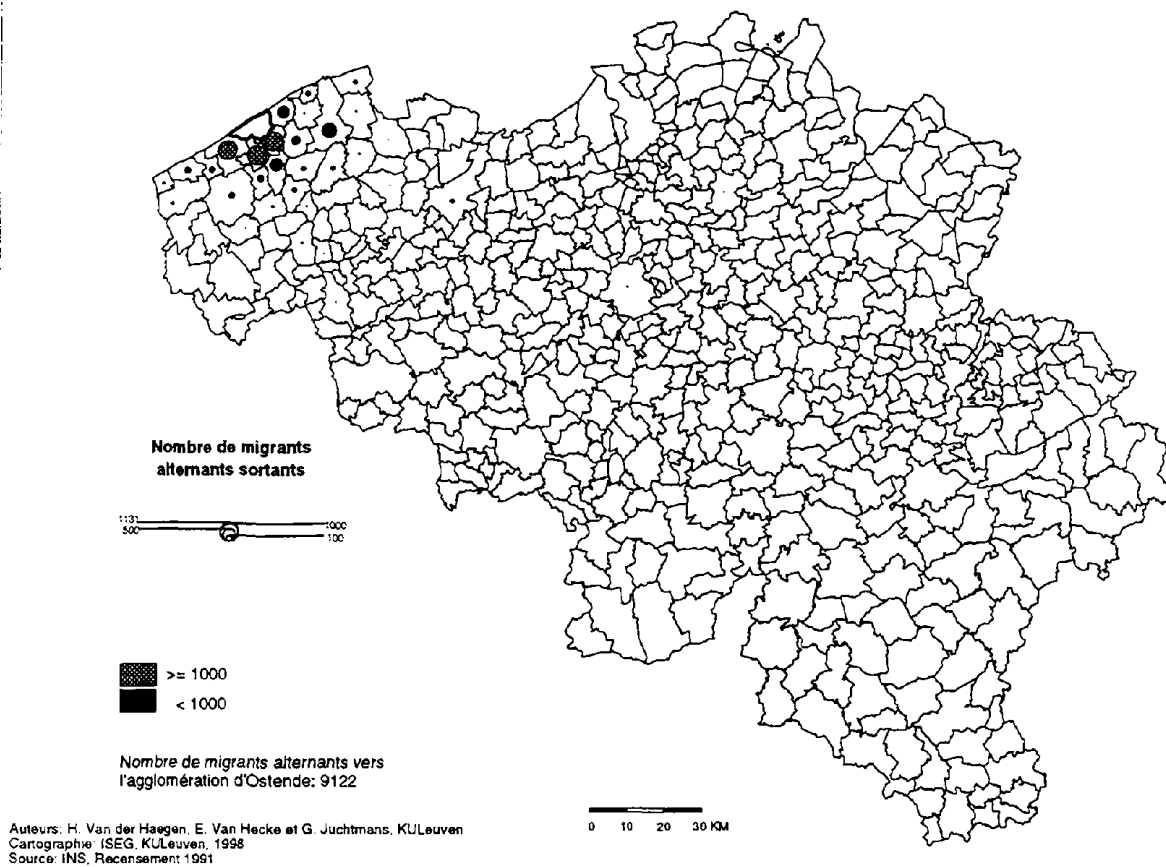 Nombre de migrants
alternants sortants
1131
500
1000
100
>= 1000
< 1000
Nombre de migrants alternants vers
l'agglomération d'Ostende: 9122
0 10 20 30 KM
Auteurs: H. Van der Haegen, E. Van Hecke et G. Juchtmans, KULeuven
Cartographie: ISEG, KULeuven, 1998
Source: INS, Recensement 1991